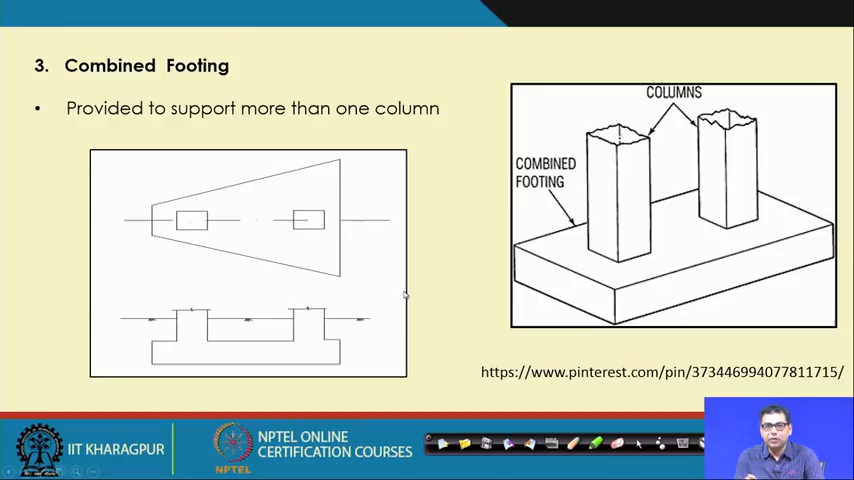 3. Combined Footing
• Provided to support more than one column
COLUMNS
COMBINED
FOOTING
https://www.pinterest.com/pin/373446994077811715/
IIT KHARAGPUR
NPTEL
NPTEL ONLINE
CERTIFICATION COURSES